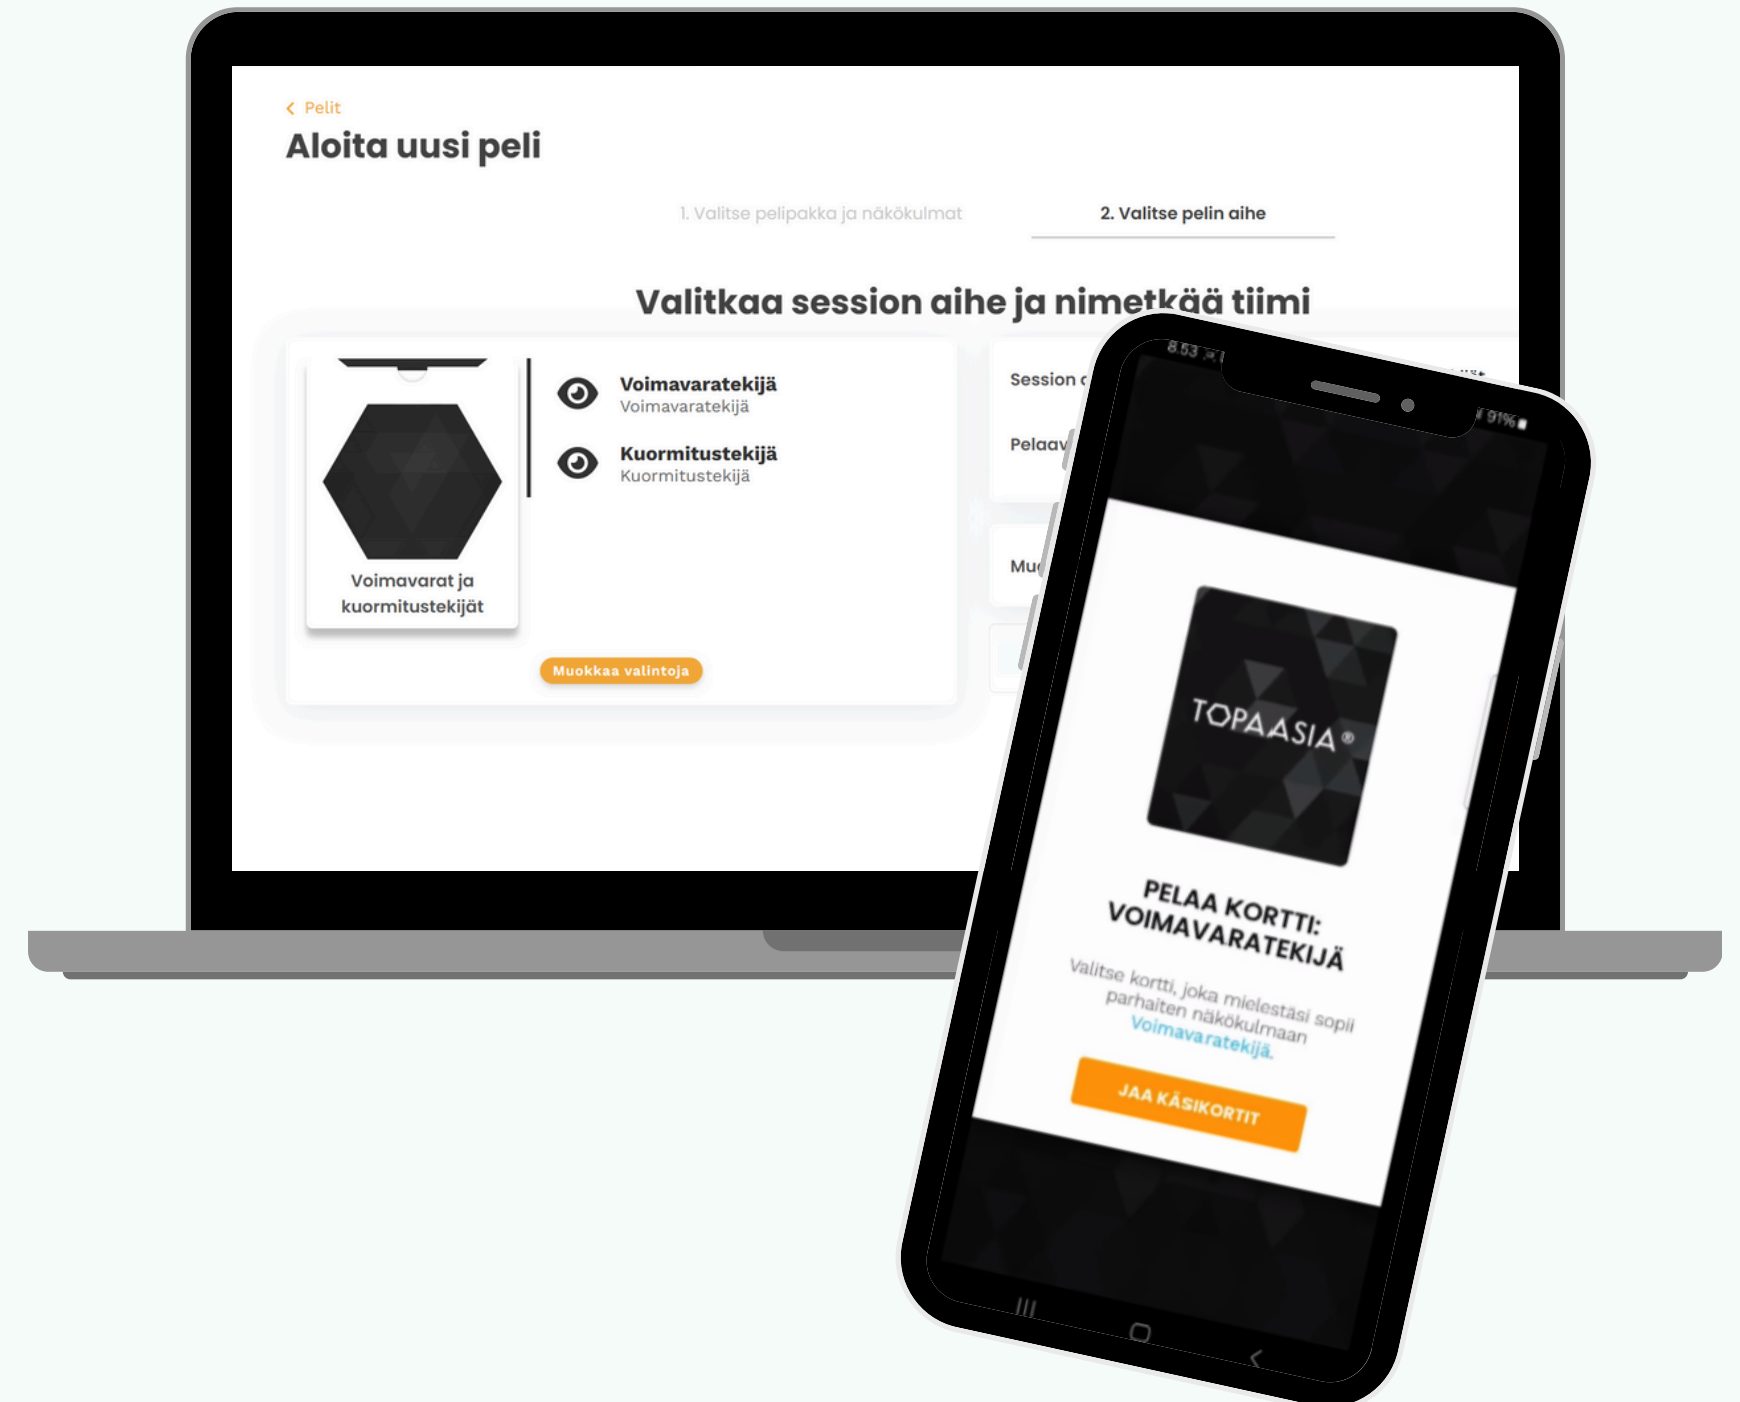 Pelit
Aloita uusi peli
1. Valitse pelipakka ja näkökulmat
2. Valitse pelin aihe
Valitkaa session aihe ja nimetkää tiimi
Voimavaratekijä
Voimavaratekijä
Kuormitustekijä
Kuormitustekijä
Voimavarat ja
kuormitustekijät
Muokkaa valintoja
Session
8.53
91%
TOPAASIA®
PELAA KORTTI:
VOIMAVARATEKIJÄ
Valitse kortti, joka mielestäsi sopii
parhaiten näkökulmaan
Voimavaratekijä.
JAA KÄSIKORTIT